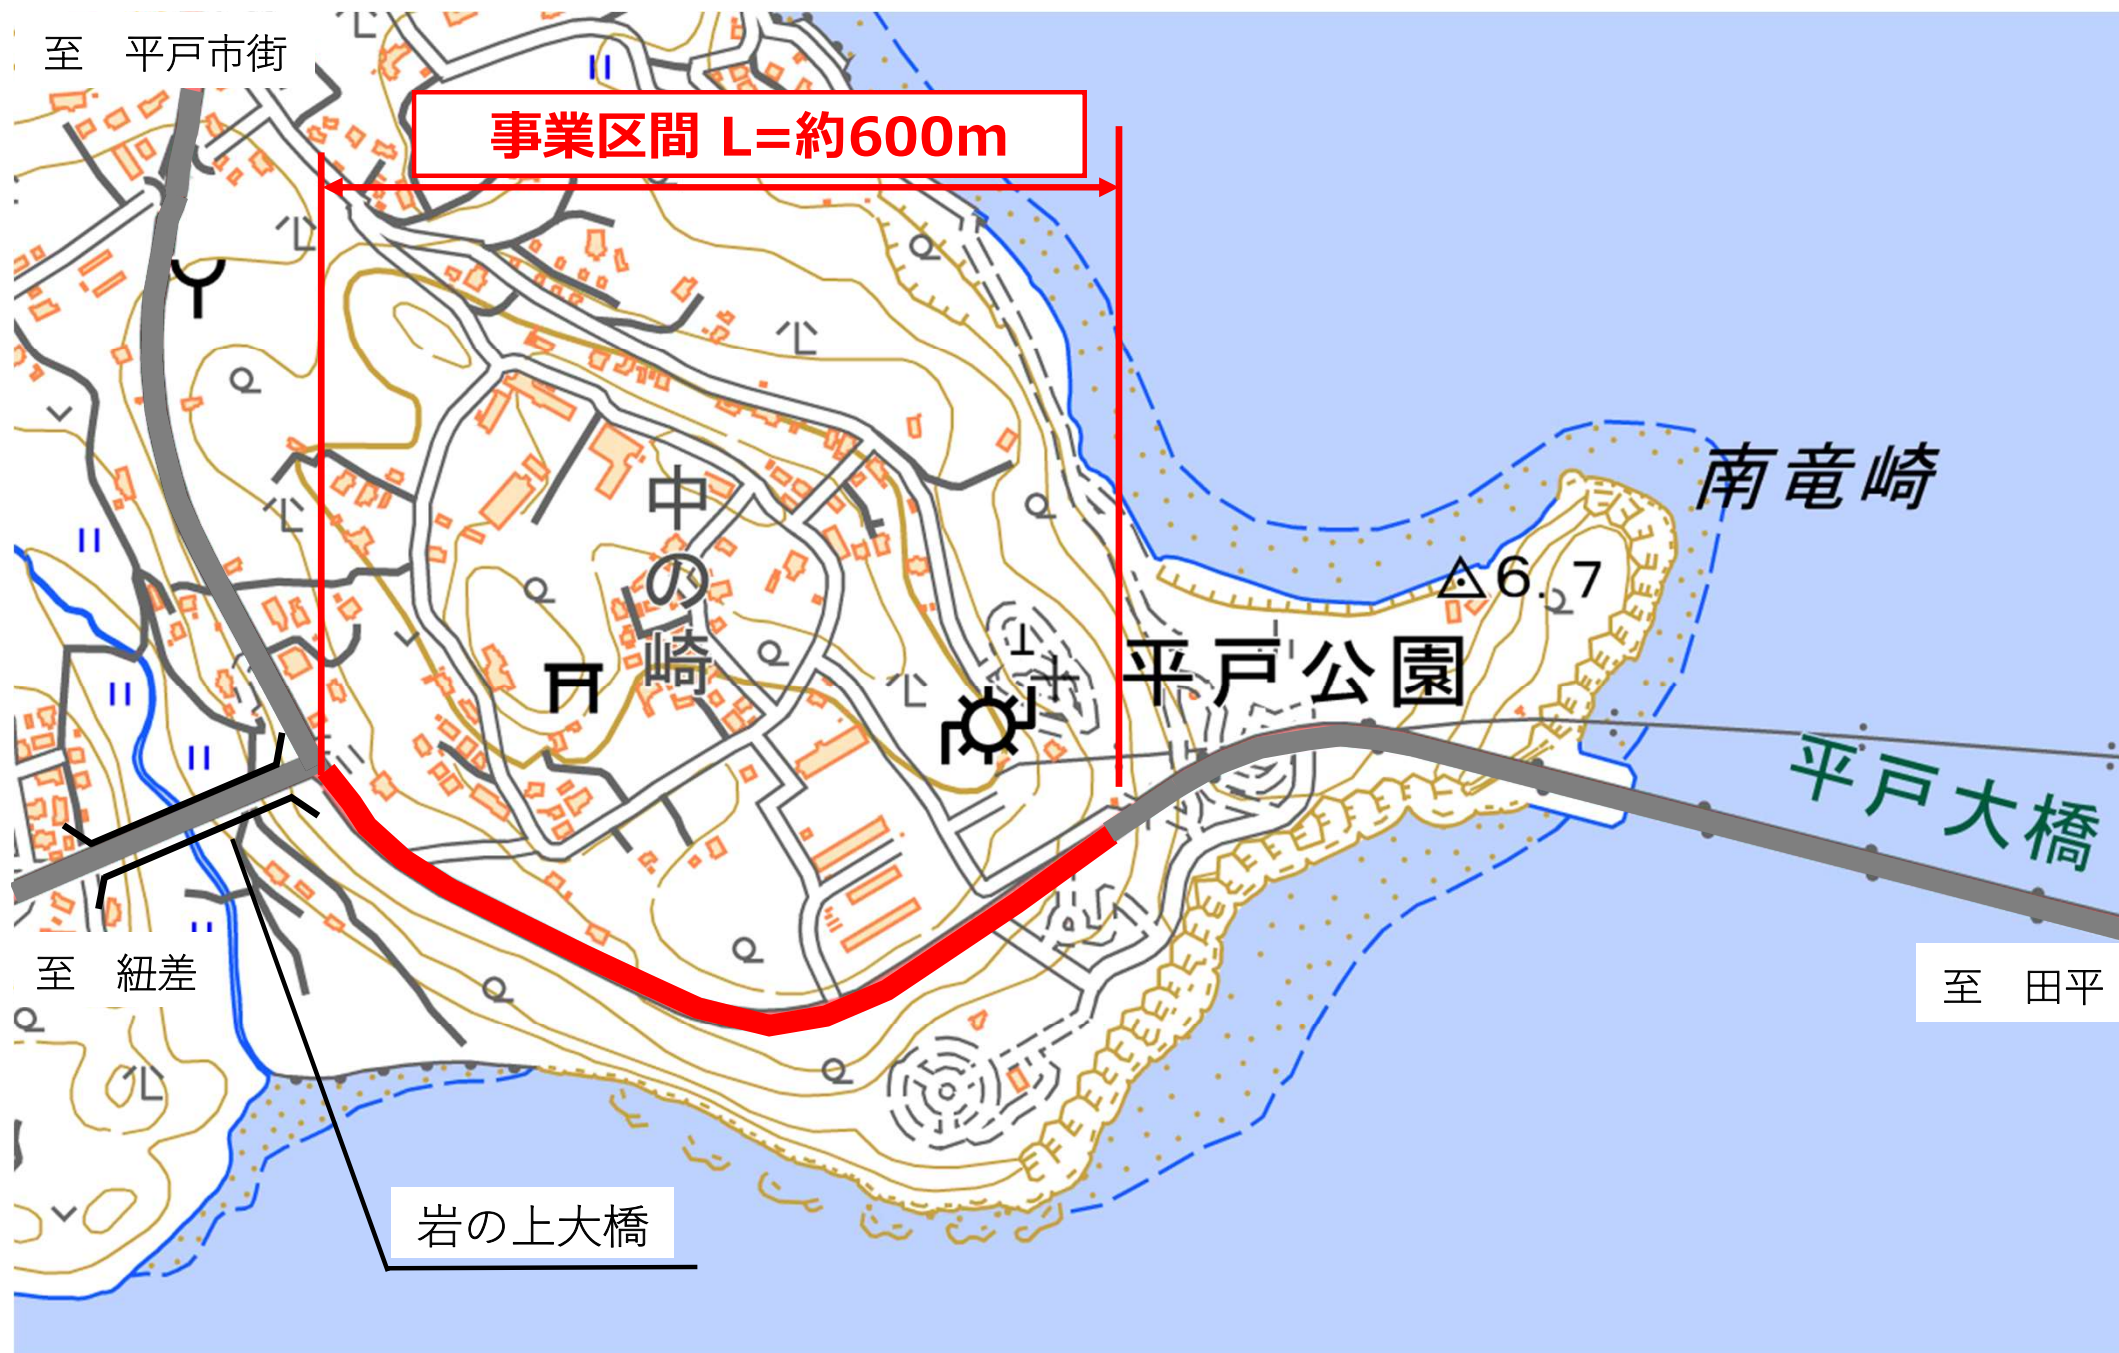 至　平戸市街
事業区間 L=約600m
南竜崎
中の崎
6.7
平戸公園
平戸大橋
至　紐差
至　田平
岩の上大橋